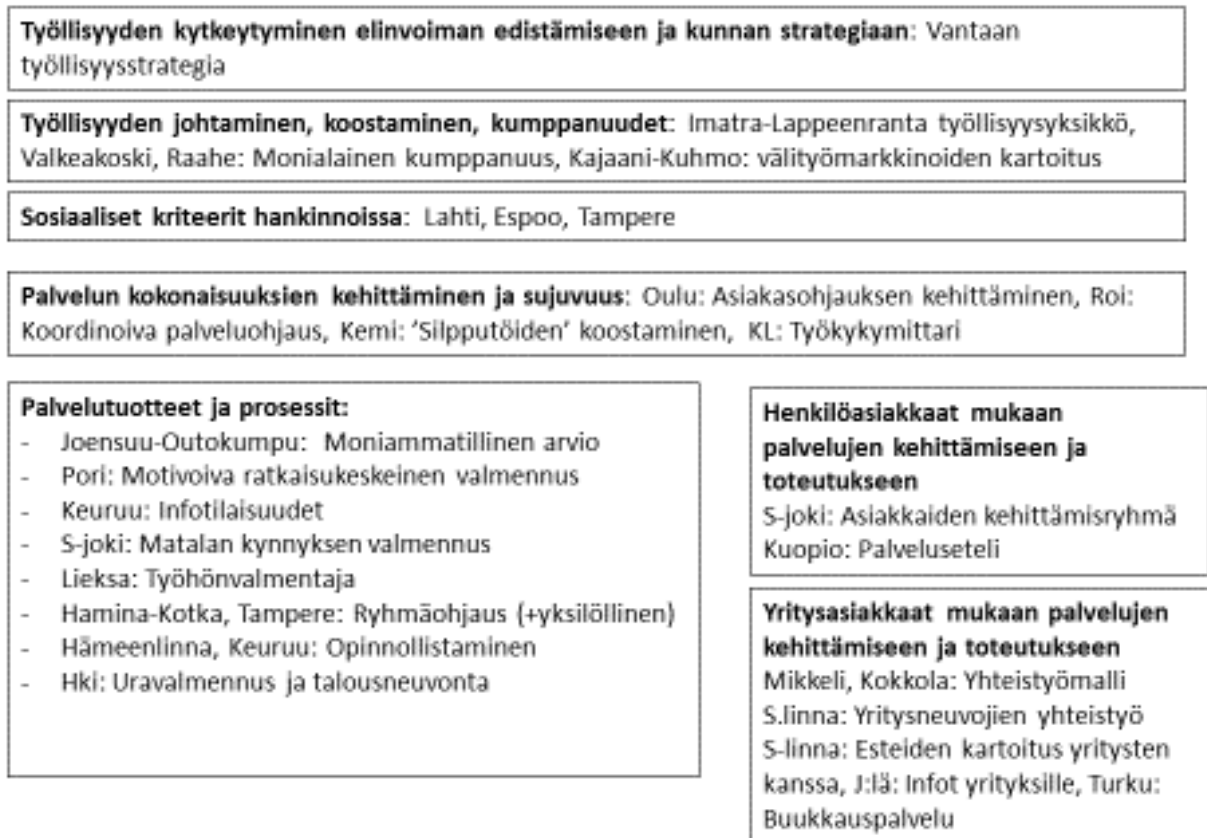 Työllisyyden kytkeytyminen elinvoiman edistämiseen ja kunnan strategiaan: Vantaan
työllisyysstrategia
Työllisyyden johtaminen, koostaminen, kumppanuudet: Imatra-Lappeenranta työllisyysyksikkö,
Valkeakoski, Raahe: Monialainen kumppanuus, Kajaani-Kuhmo: välityömarkkinoiden kartoitus
Sosiaaliset kriteerit hankinnoissa: Lahti, Espoo, Tampere
Palvelun kokonaisuuksien kehittäminen ja sujuvuus: Oulu: Asiakasohjauksen kehittäminen, Roi:
Koordinoiva palveluohjaus, Kemi: ’Silpputöiden’ koostaminen, KL: Työkykymittari
Palvelutuotteet ja prosessit:
- Joensuu-Outokumpu: Moniammatillinen arvio
- Pori: Motivoiva ratkaisukeskeinen valmennus
- Keuruu: Infotilaisuudet
- S-joki: Matalan kynnyksen valmennus
- Lieksa: Työhönvalmentaja
- Hamina-Kotka, Tampere: Ryhmäohjaus (+yksilöllinen)
- Hämeenlinna, Keuruu: Opinnollistaminen
- Hki: Uravalmennus ja talousneuvonta
Henkilöasiakkaat mukaan
palvelujen kehittämiseen ja
toteutukseen
S-joki: Asiakkaiden kehittämisryhmä
Kuopio: Palveluseteli
Yritysasiakkaat mukaan palvelujen
kehittämiseen ja toteutukseen
Mikkeli, Kokkola: Yhteistyömalli
S.linna: Yritysneuvojien yhteistyö
S-linna: Esteiden kartoitus yritysten
kanssa, J:lä: Infot yrityksille, Turku:
Buukkauspalvelu